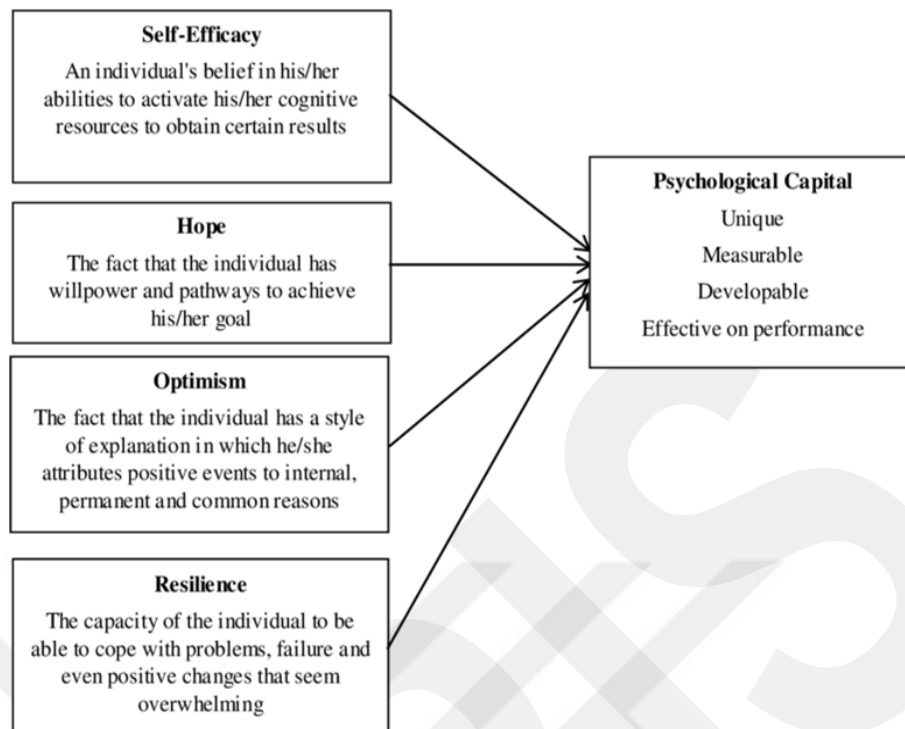 Self-Efficacy
An individual's belief in his/her
abilities to activate his/her cognitive
resources to obtain certain results
Hope
The fact that the individual has
willpower and pathways to achieve
his/her goal
Optimism
The fact that the individual has a style
of explanation in which he/she
attributes positive events to internal,
permanent and common reasons
Resilience
The capacity of the individual to be
able to cope with problems, failure and
even positive changes that seem
overwhelming
Psychological Capital
Unique
Measurable
Developable
Effective on performance